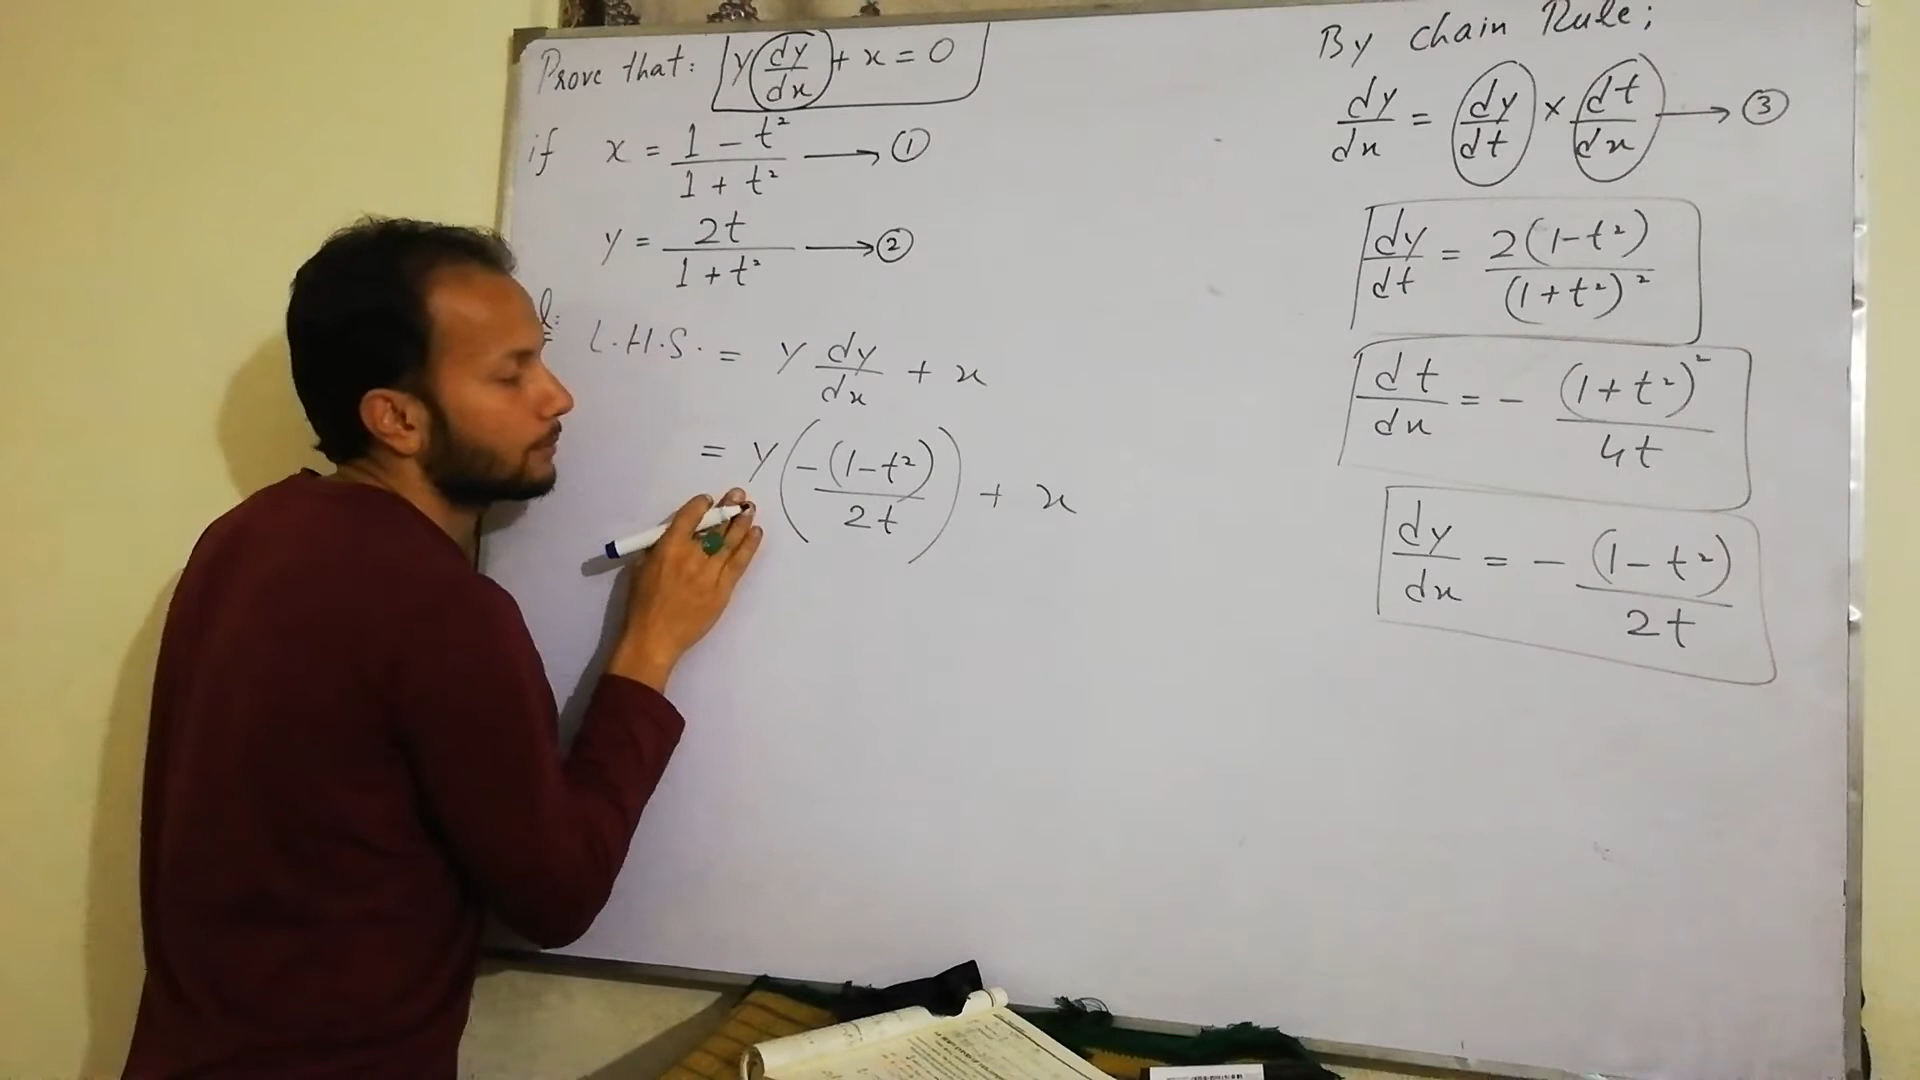 Prove that: y dy/dx + x = 0
if x = 1 - t² / 1 + t² → ①
y = 2t / 1 + t² → ②
L.H.S. = y dy/dx + x
= y ( -(1-t²) / 2t ) + x
By chain Rule;
dy/dx = dy/dt × dt/dx → ③
dy/dt = 2(1-t²) / (1+t²)²
dt/dx = - (1+t²)² / 4t
dy/dx = - (1-t²) / 2t